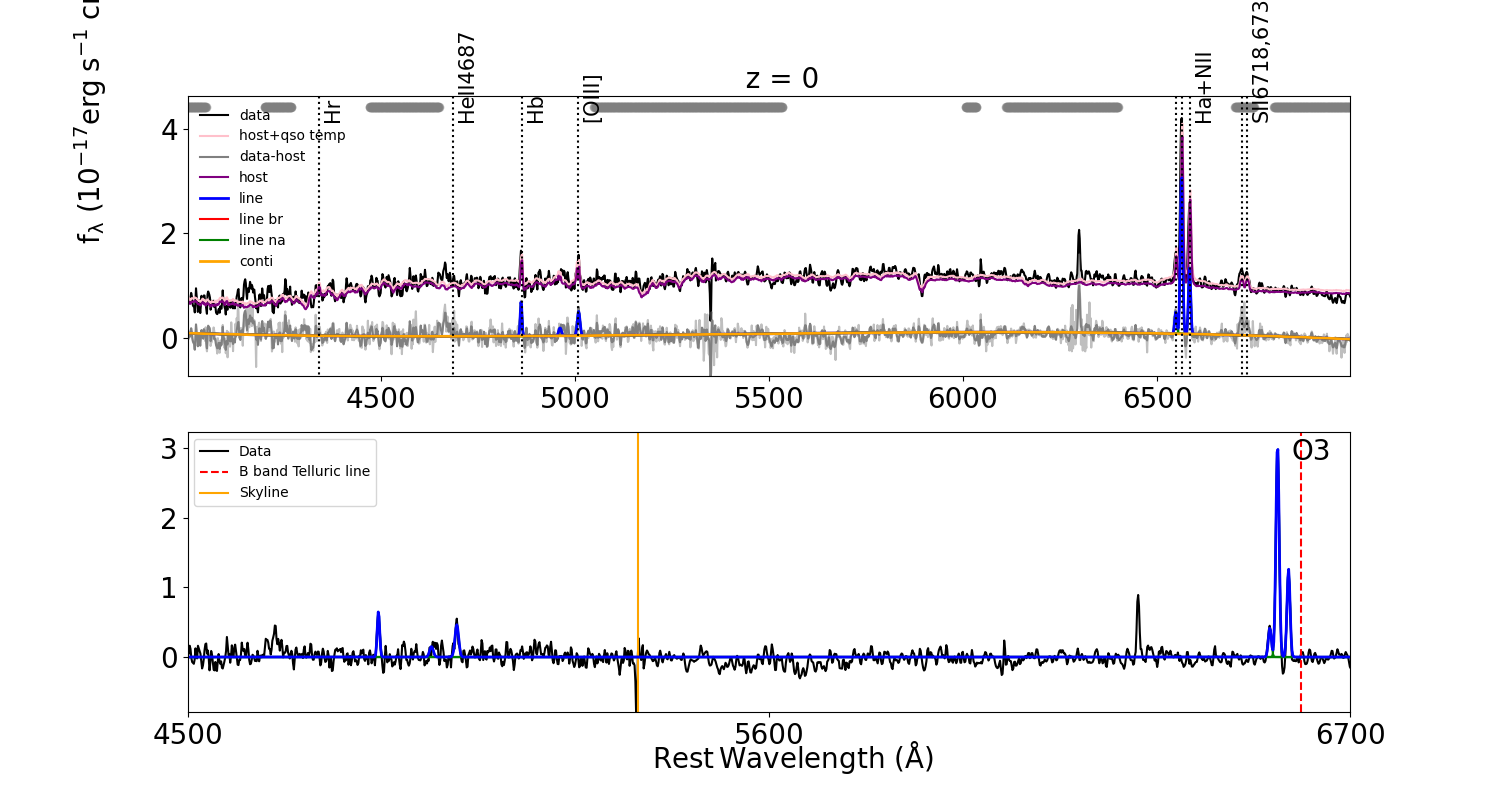 z = 0
f_λ (10^−17 erg s^−1
Hr
HeII4687
Hb
[OIII]
Ha+NII
SII6718,673
data
host+qso temp
data-host
host
line
line br
line na
conti
4
2
0
4500 5000 5500 6000 6500
Data
B band Telluric line
Skyline
O3
3
2
1
0
4500 5600 6700
Rest Wavelength (Å)